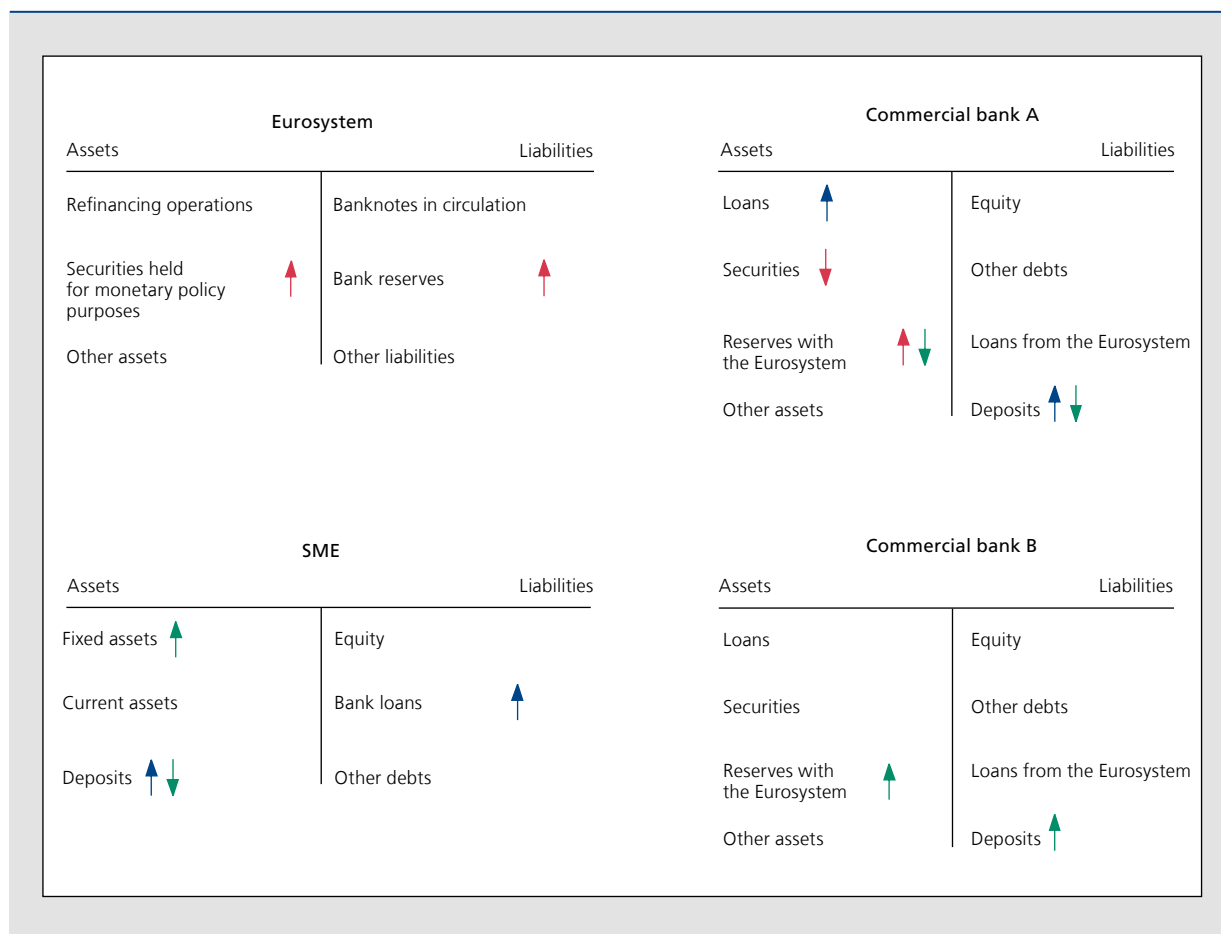 Eurosystem
Assets Liabilities
Refinancing operations Banknotes in circulation
Securities held
for monetary policy
purposes
Bank reserves
Other assets Other liabilities
Commercial bank A
Assets Liabilities
Loans Equity
Securities Other debts
Reserves with
the Eurosystem
Loans from the Eurosystem
Other assets Deposits
SME
Assets Liabilities
Fixed assets Equity
Current assets Bank loans
Deposits Other debts
Commercial bank B
Assets Liabilities
Loans Equity
Securities Other debts
Reserves with
the Eurosystem
Loans from the Eurosystem
Other assets Deposits